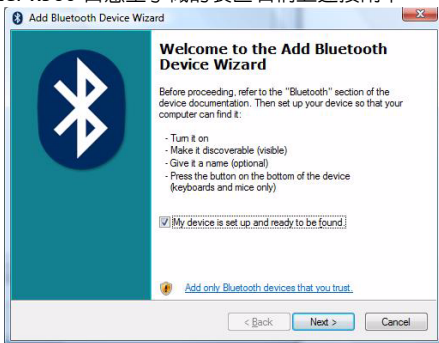 Add Bluetooth Device Wizard
Welcome to the Add Bluetooth
Device Wizard
Before proceeding, refer to the "Bluetooth" section of the
device documentation. Then set up your device so that your
computer can find it:
- Turn it on
- Make it discoverable (visible)
- Give it a name (optional)
- Press the button on the bottom of the device
(keyboards and mice only)
My device is set up and ready to be found.
Add only Bluetooth devices that you trust.
< Back
Next >
Cancel